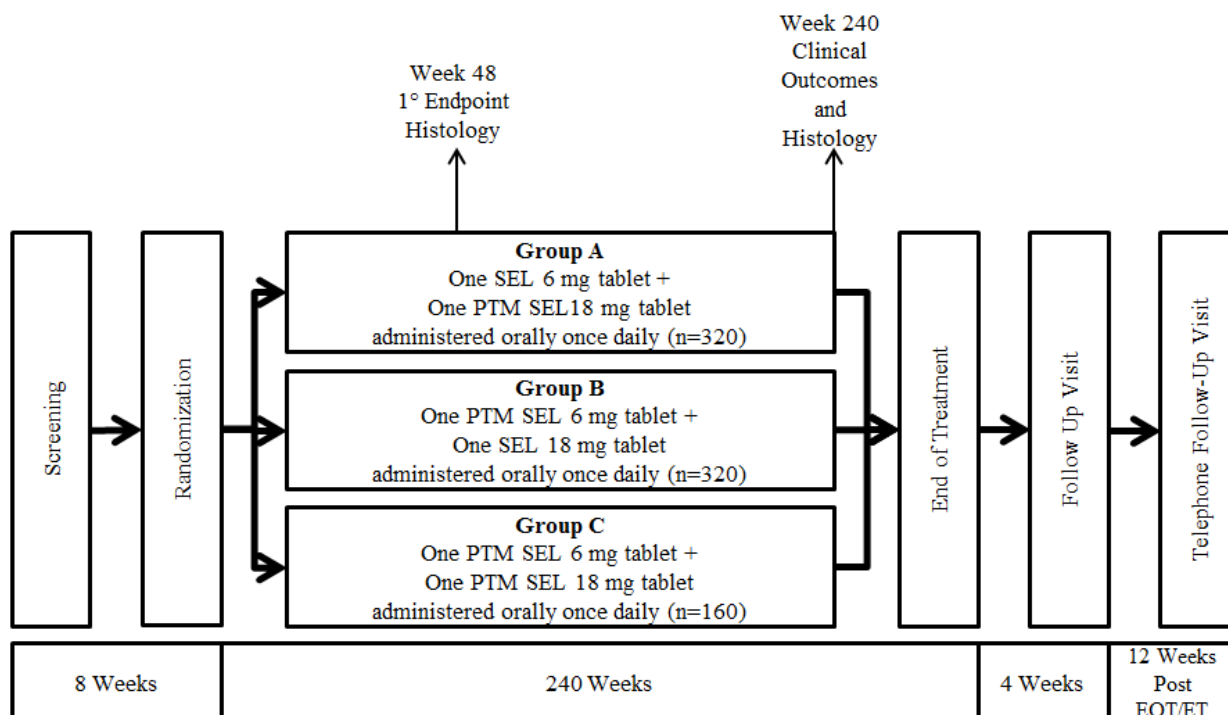 Week 48
1° Endpoint
Histology
Week 240
Clinical
Outcomes
and
Histology
Screening
Randomization
Group A
One SEL 6 mg tablet +
One PTM SEL18 mg tablet
administered orally once daily (n=320)
Group B
One PTM SEL 6 mg tablet +
One SEL 18 mg tablet
administered orally once daily (n=320)
Group C
One PTM SEL 6 mg tablet +
One PTM SEL 18 mg tablet
administered orally once daily (n=160)
End of Treatment
Follow Up Visit
Telephone Follow-Up Visit
8 Weeks
240 Weeks
4 Weeks
12 Weeks
Post
EOT/ET